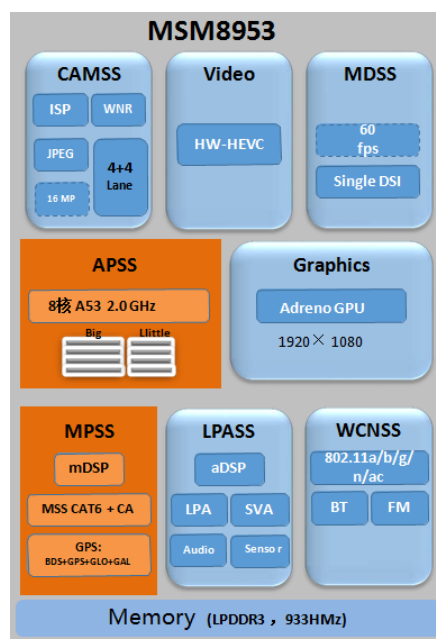 MSM8953
CAMSS
ISP
WNR
JPEG
4+4
Lane
16 MP
Video
HW-HEVC
MDSS
60
fps
Single DSI
APSS
8核 A53 2.0GHz
Big
Llittle
Graphics
Adreno GPU
1920× 1080
MPSS
mDSP
MSS CAT6 + CA
GPS:
BDS+GPS+GLO+GAL
LPASS
aDSP
LPA
SVA
Audio
Sensor
WCNSS
802.11a/b/g/
n/ac
BT
FM
Memory (LPDDR3 ，933HMz)